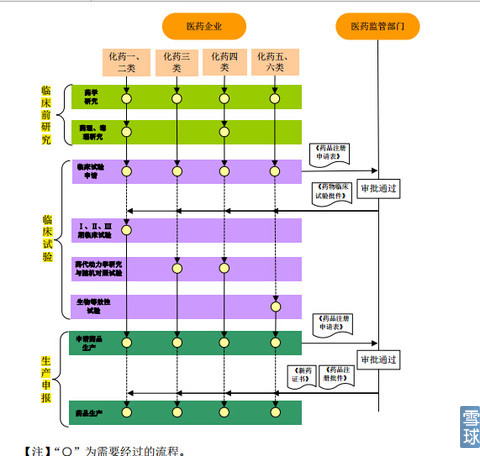 医药企业
医药监管部门
化药一、
二类
化药三
类
化药四
类
化药五、
六类
临床前研究
药学
研究
药理、毒
理研究
临床试验
临床试验
申请
《药品注册
申请表》
审批通过
《药物临床
试验批件》
Ⅰ、Ⅱ、Ⅲ
期临床试验
药代动力学研究
与随机对照试验
生物等效性
试验
生产申报
申请药品
生产
《药品注册
申请表》
审批通过
《新药
证书》
《药品注册
批件》
药品生产
【注】“〇”为需要经过的流程。
雪球